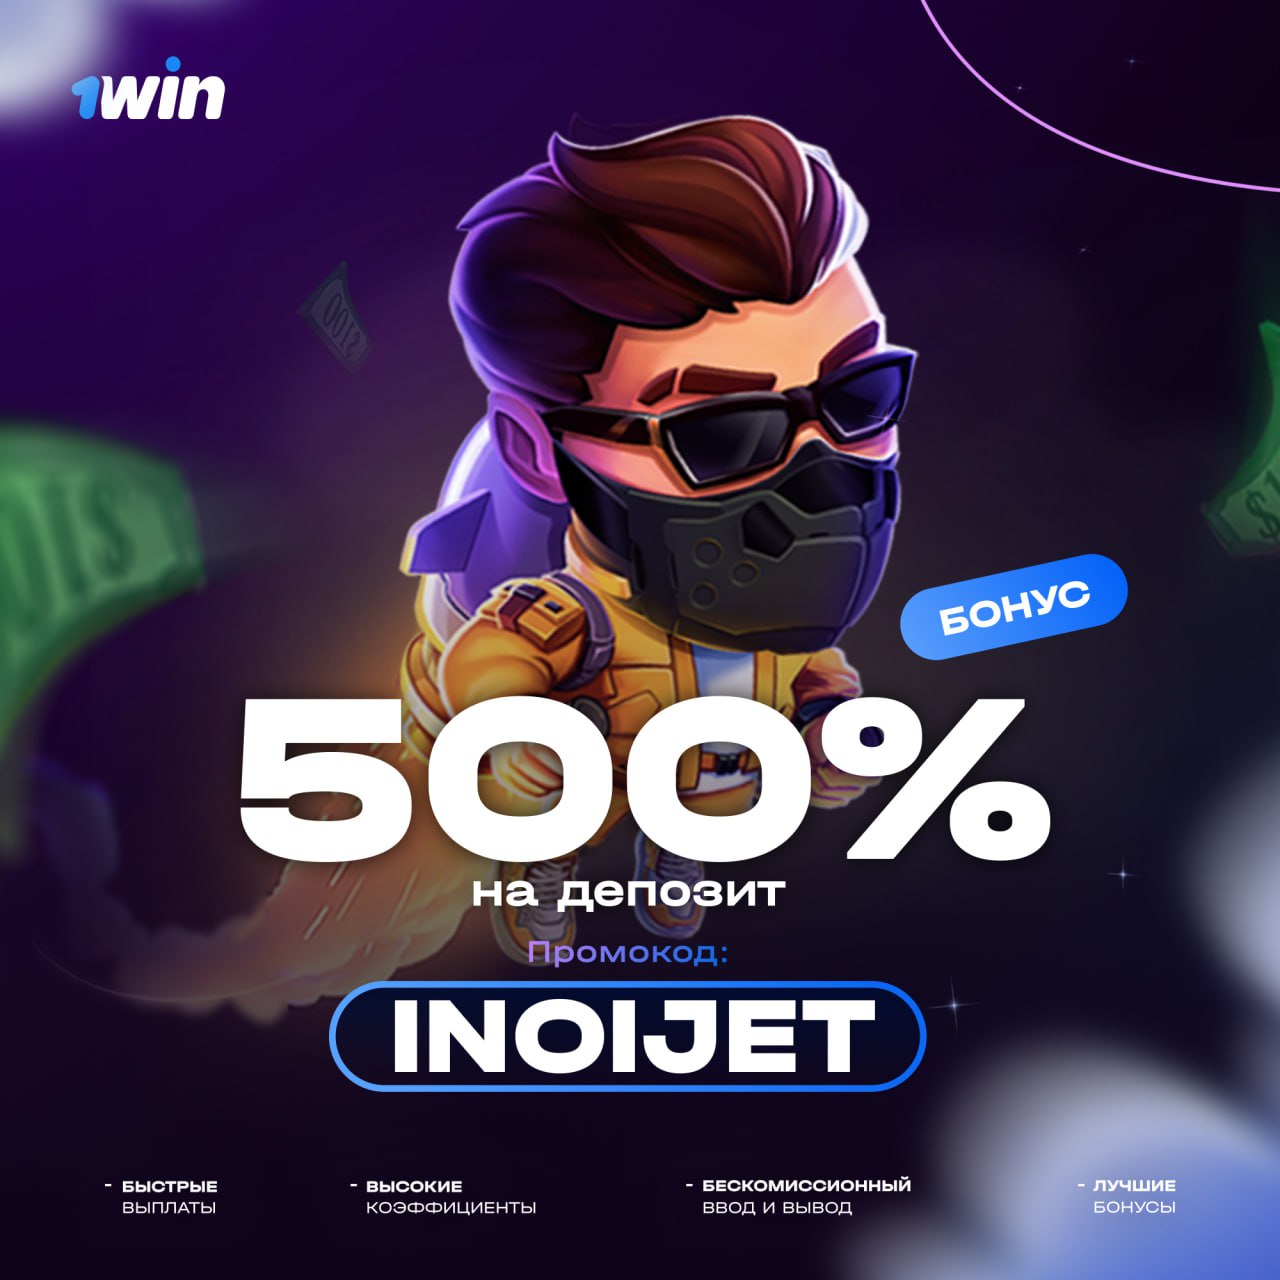 1win
БОНУС
500%
на депозит
Промокод:
INOIJET
- БЫСТРЫЕ
ВЫПЛАТЫ
- ВЫСОКИЕ
КОЭФФИЦИЕНТЫ
- БЕСКОМИССИОННЫЙ
ВВОД И ВЫВОД
- ЛУЧШИЕ
БОНУСЫ